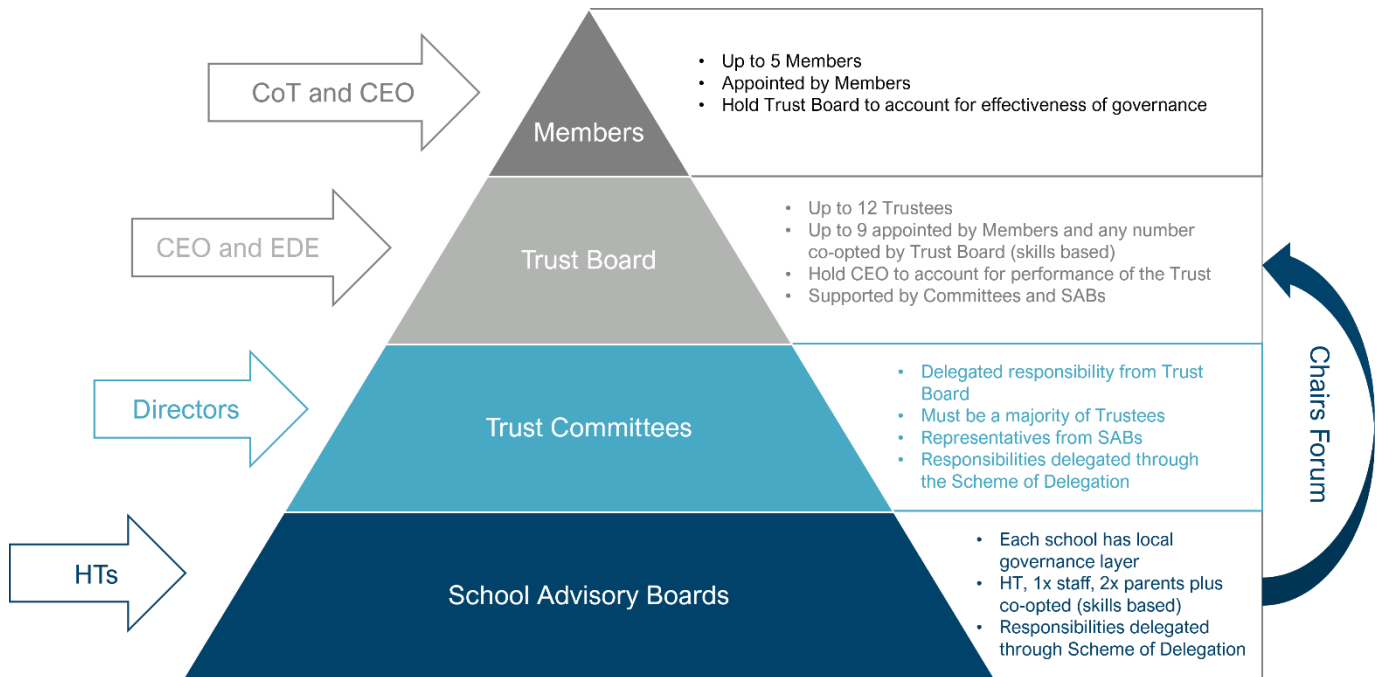 CoT and CEO
Members
• Up to 5 Members
• Appointed by Members
• Hold Trust Board to account for effectiveness of governance
CEO and EDE
Trust Board
• Up to 12 Trustees
• Up to 9 appointed by Members and any number
co-opted by Trust Board (skills based)
• Hold CEO to account for performance of the Trust
• Supported by Committees and SABs
Directors
Trust Committees
• Delegated responsibility from Trust
Board
• Must be a majority of Trustees
• Representatives from SABs
• Responsibilities delegated through
the Scheme of Delegation
HTs
School Advisory Boards
• Each school has local
governance layer
• HT, 1x staff, 2x parents plus
co-opted (skills based)
• Responsibilities delegated
through Scheme of Delegation
Chairs Forum